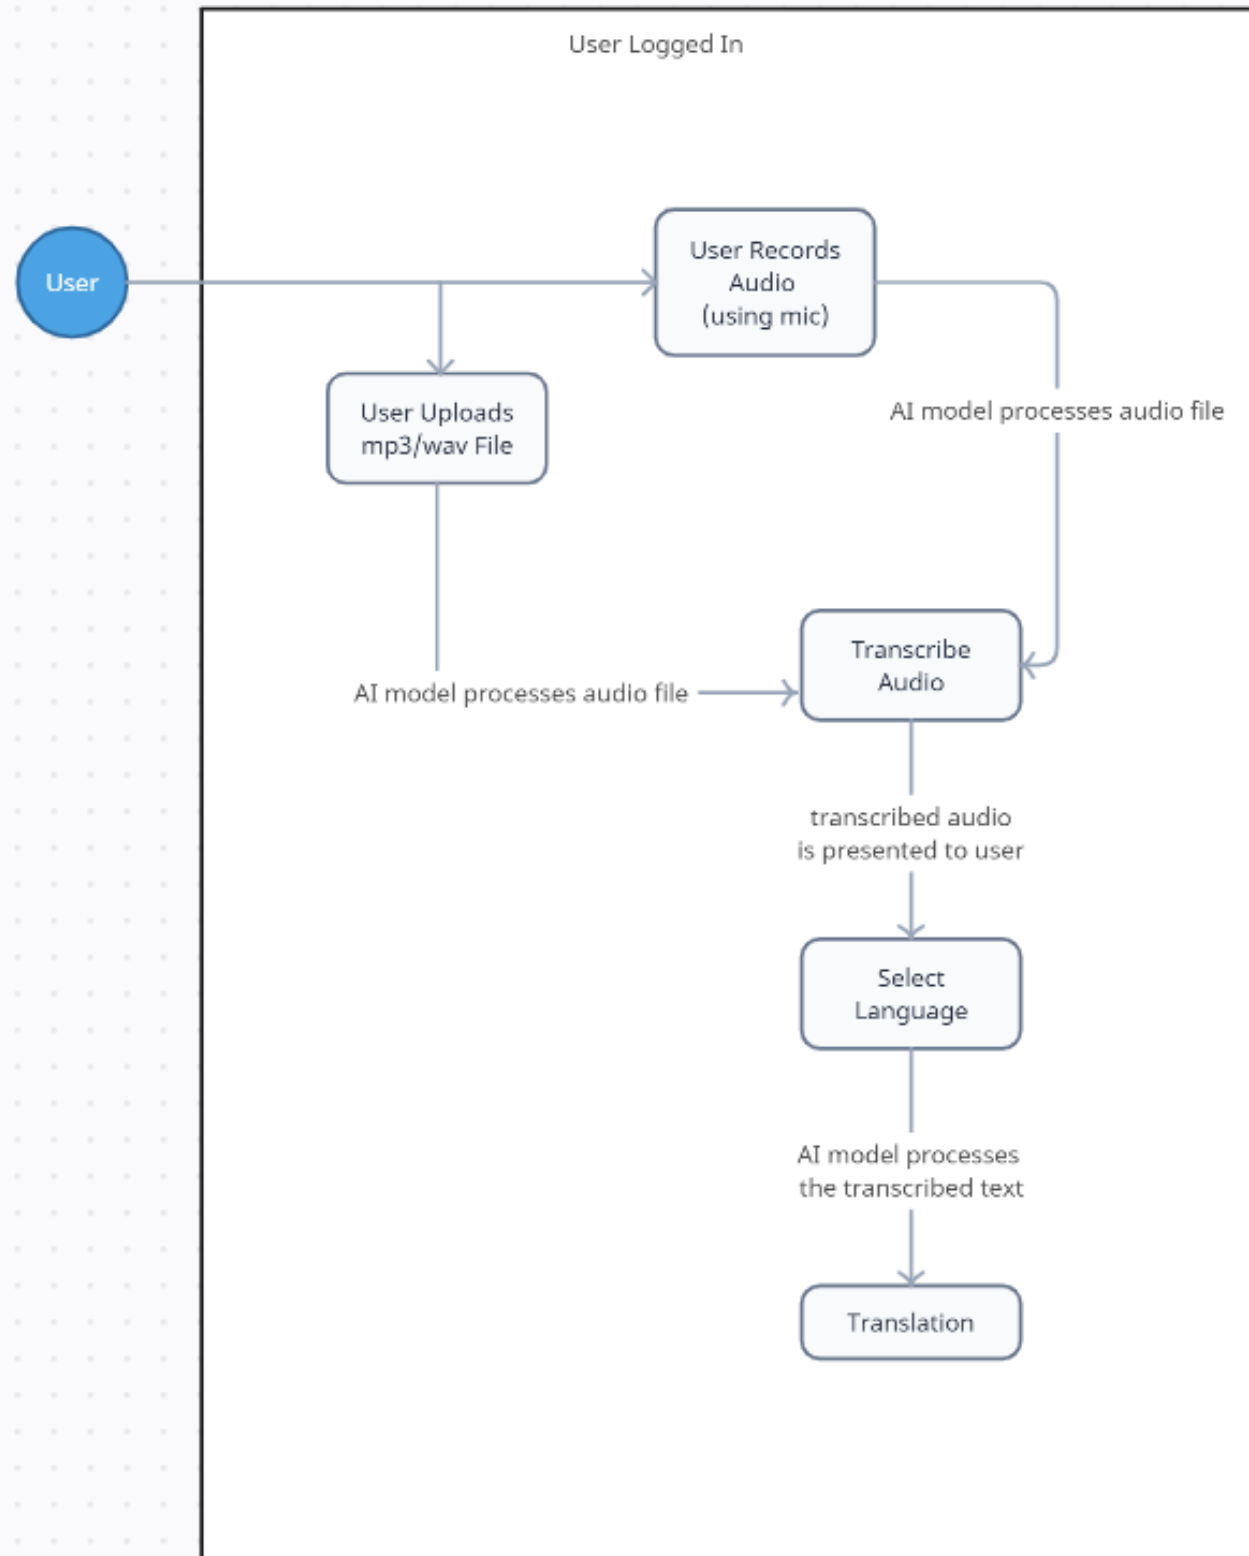 User Logged In
User
User Records
Audio
(using mic)
User Uploads
mp3/wav File
AI model processes audio file
Transcribe
Audio
AI model processes audio file
transcribed audio
is presented to user
Select
Language
AI model processes
the transcribed text
Translation